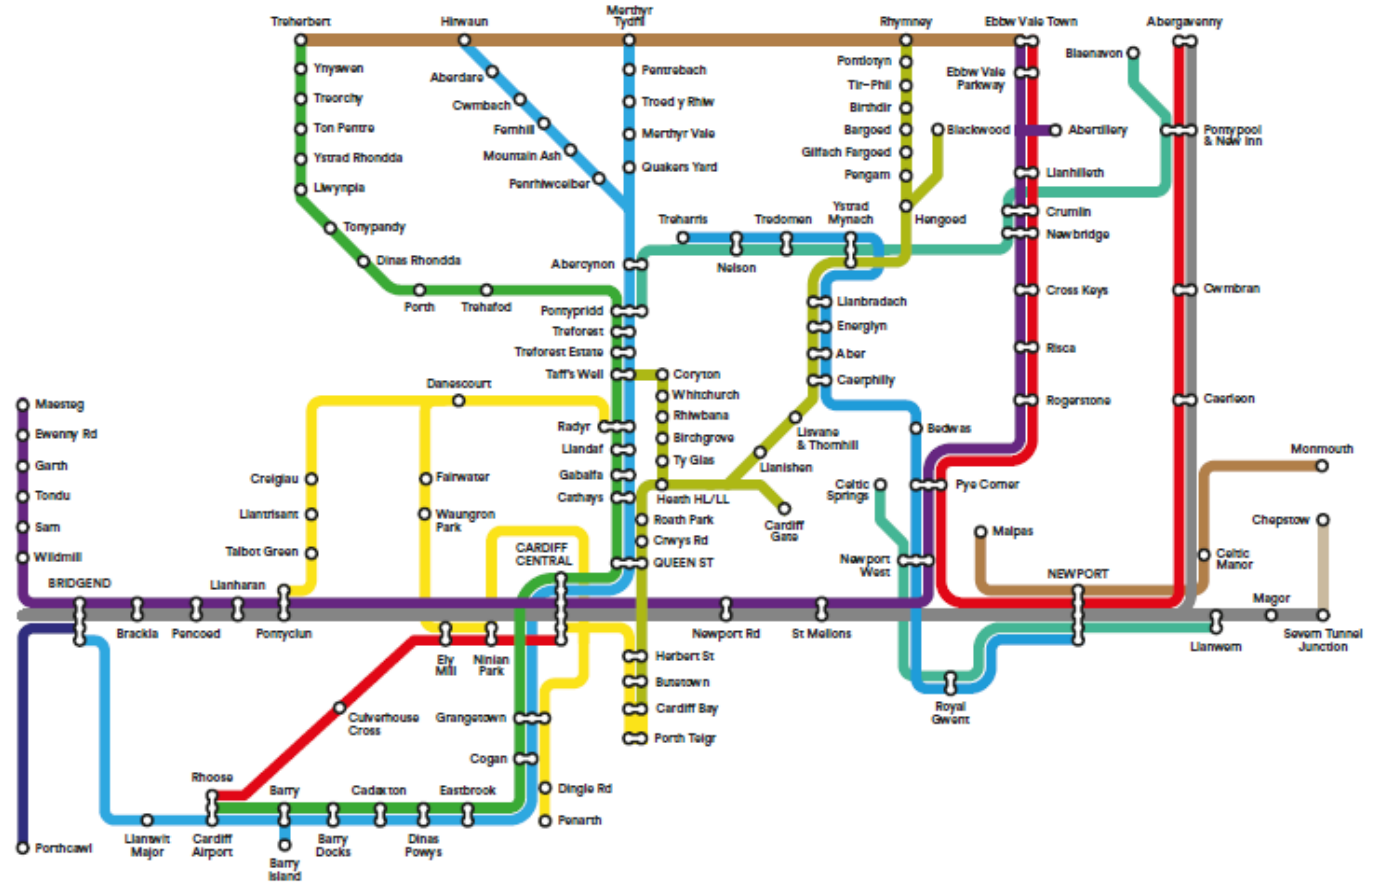 Treherbert
Hirwaun
Merthyr
Tydfil
Rhymney
Ebbw Vale Town
Abergavenny
Blaenavon
Ynyswen
Pentrebach
Pontlotyn
Ebbw Vale
Parkway
Aberdare
Tir-Phil
Treorchy
Cwmbach
Troed y Rhiw
Birthdir
Ton Pentre
Fernhill
Merthyr Vale
Bargoed
Blackwood
Abertillery
Pontypool
& New Inn
Ystrad Rhondda
Mountain Ash
Quakers Yard
Gilfach Fargoed
Llwynpia
Penrhiwceiber
Pengam
Llanhilleth
Tonypandy
Treharris
Tredomen
Ystrad
Mynach
Hengoed
Crumlin
Newbridge
Dinas Rhondda
Abercynon
Nelson
Porth
Trehafod
Pontypridd
Llanbradach
Cross Keys
Cwmbran
Treforest
Energlyn
Treforest Estate
Aber
Risca
Taff's Well
Coryton
Caerphilly
Danescourt
Whitchurch
Maesteg
Rhiwbana
Rogerstone
Caerleon
Ewenny Rd
Radyr
Birchgrove
Lisvane
& Thornhill
Bedwas
Llandaf
Ty Glas
Llanishen
Monmouth
Garth
Creigiau
Fairwater
Gabalfa
Heath HL/LL
Celtic
Springs
Pye Corner
Tondu
Cathays
Cardiff
Gate
Llantrisant
Waungron
Park
Roath Park
Chepstow
Sam
Crwys Rd
Malpas
Talbot Green
CARDIFF
CENTRAL
QUEEN ST
Newport
West
Celtic
Manor
Wildmill
BRIDGEND
Llanharan
NEWPORT
Magor
Brackla
Pencoed
Pontyclun
Newport Rd
St Mellons
Llanwern
Severn Tunnel
Junction
Ely
Mill
Ninian
Park
Herbert St
Butetown
Royal
Gwent
Culverhouse
Cross
Grangetown
Cardiff Bay
Porth Teigr
Cogan
Rhoose
Barry
Cadaxton
Eastbrook
Dingle Rd
Penarth
Porthcawl
Llantwit
Major
Cardiff
Airport
Barry
Docks
Dinas
Powys
Barry
Island